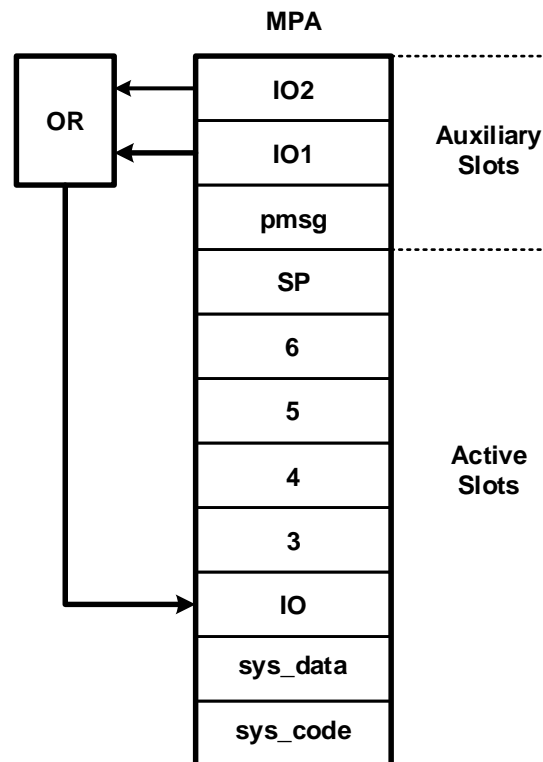 MPA
OR
IO2
IO1
pmsg
Auxiliary
Slots
SP
6
5
4
3
IO
sys_data
sys_code
Active
Slots